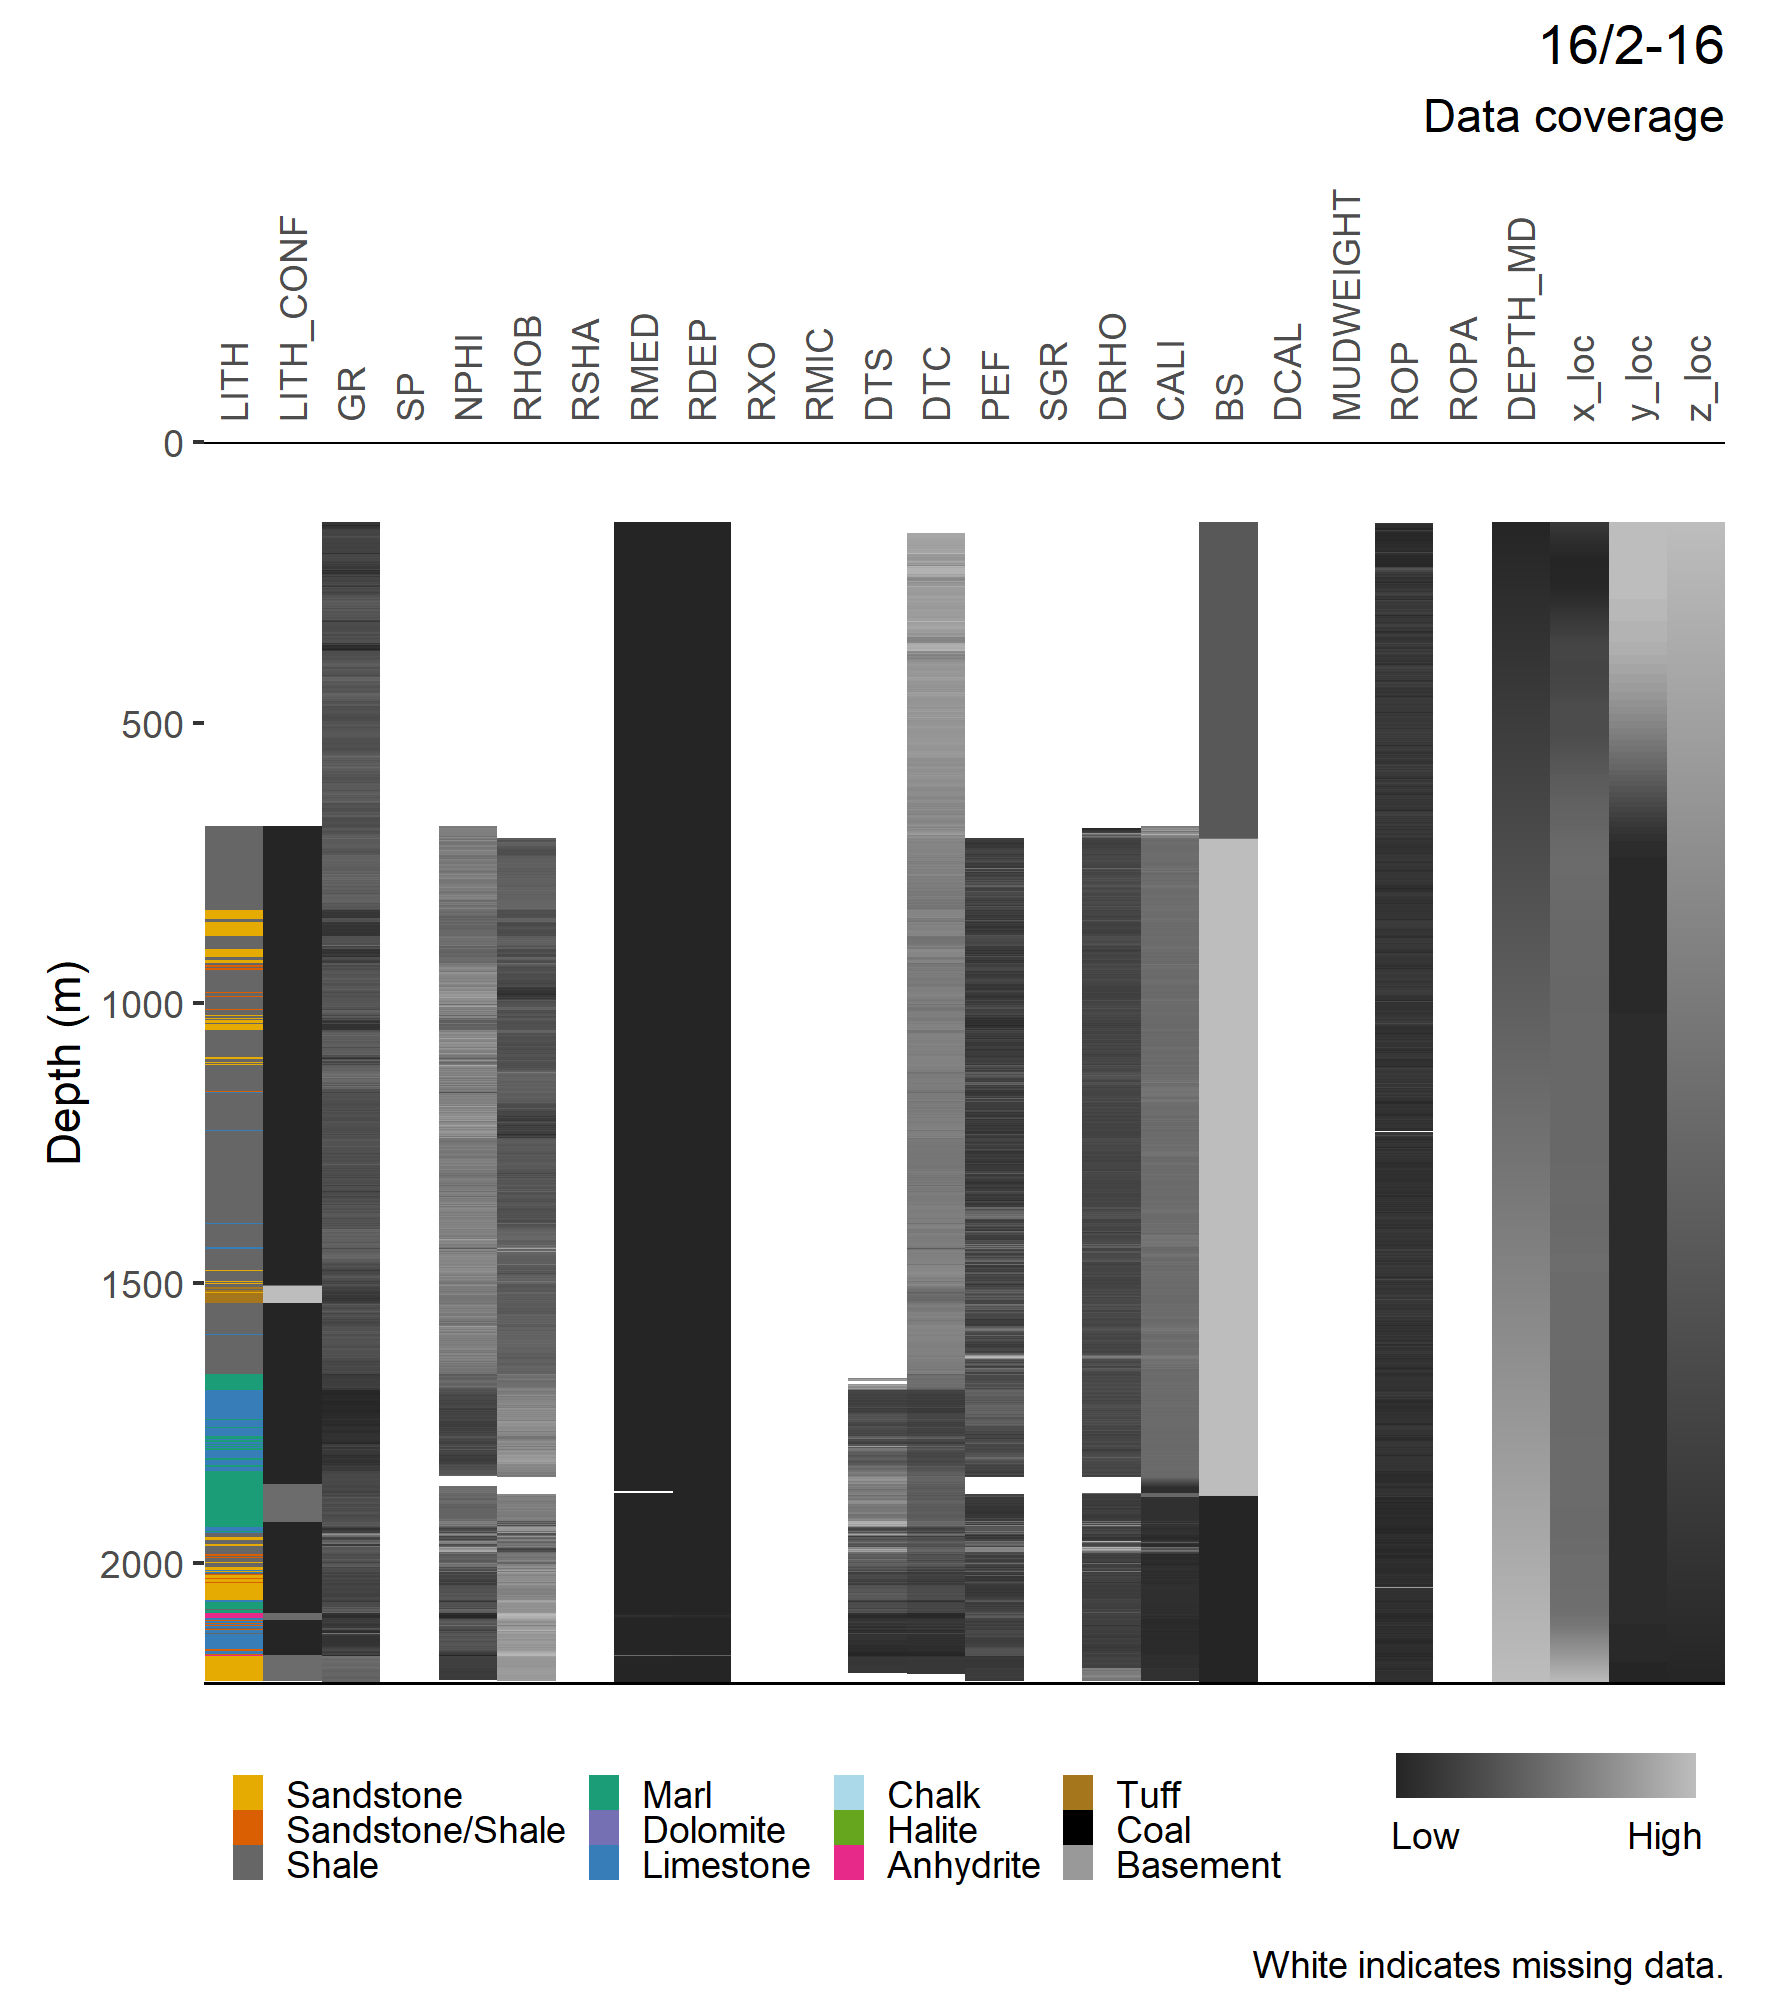 16/2-16
Data coverage
LITH
LITH_CONF
GR
SP
NPHI
RHOB
RSHA
RMED
RDEP
RXO
RMIC
DTS
DTC
PEF
SGR
DRHO
CALI
BS
DCAL
MUDWEIGHT
ROP
ROPA
DEPTH_MD
x_loc
y_loc
z_loc
0
500
1000
1500
2000
Depth (m)
Sandstone
Sandstone/Shale
Shale
Marl
Dolomite
Limestone
Chalk
Halite
Anhydrite
Tuff
Coal
Basement
Low High
White indicates missing data.